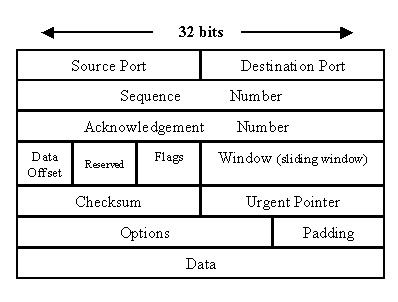 32 bits
Source Port Destination Port
Sequence Number
Acknowledgement Number
Data Offset Reserved Flags Window (sliding window)
Checksum Urgent Pointer
Options Padding
Data